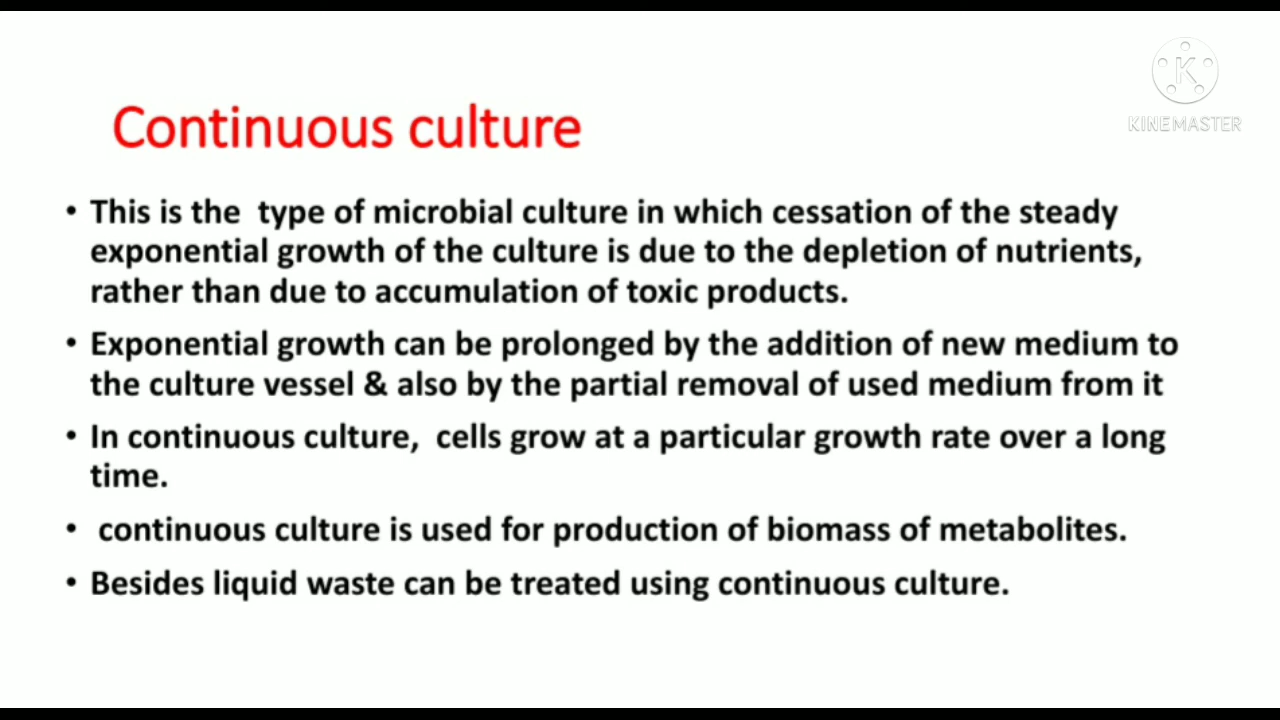 K
KINEMASTER
Continuous culture
• This is the type of microbial culture in which cessation of the steady
exponential growth of the culture is due to the depletion of nutrients,
rather than due to accumulation of toxic products.
• Exponential growth can be prolonged by the addition of new medium to
the culture vessel & also by the partial removal of used medium from it
• In continuous culture, cells grow at a particular growth rate over a long
time.
• continuous culture is used for production of biomass of metabolites.
• Besides liquid waste can be treated using continuous culture.